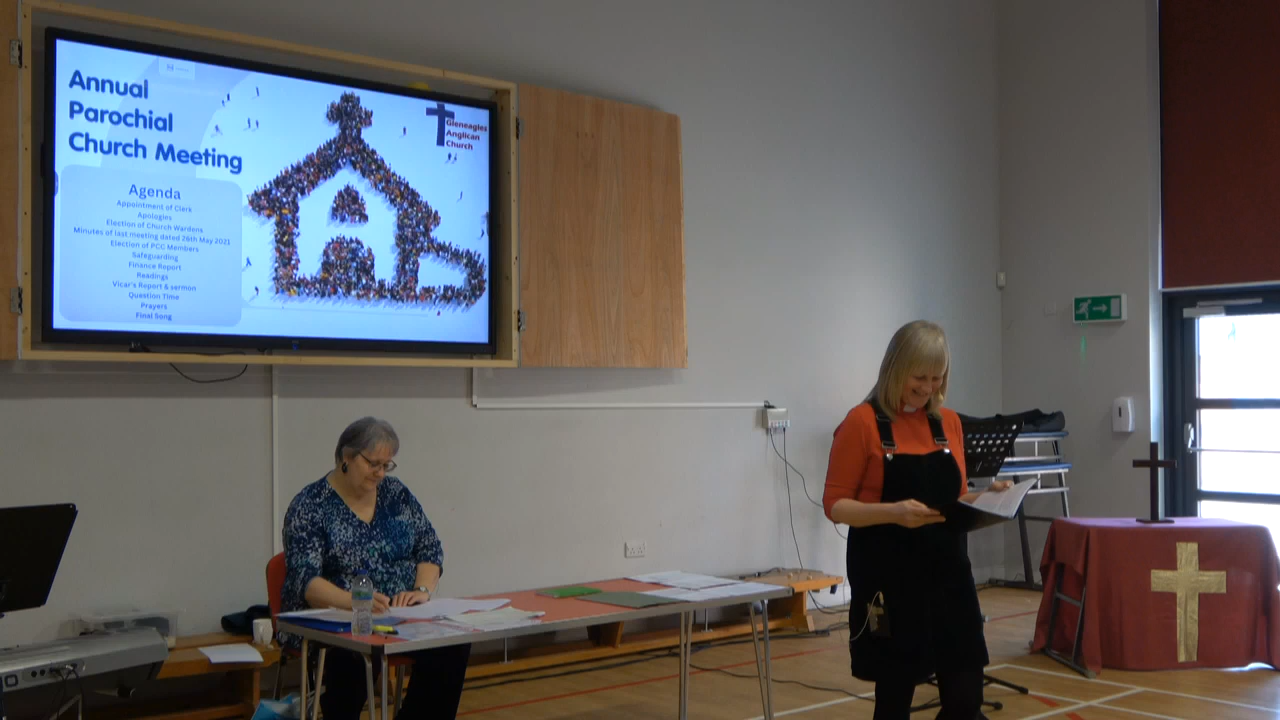 Annual
Parochial
Church Meeting
Gleneagles
Anglican
Church
Agenda
Appointment of Clerk
Apologies
Election of Church Wardens
Minutes of last meeting dated 26th May 2021
Election of PCC Members
Safeguarding
Finance Report
Readings
Vicar's Report & sermon
Question Time
Prayers
Final Song